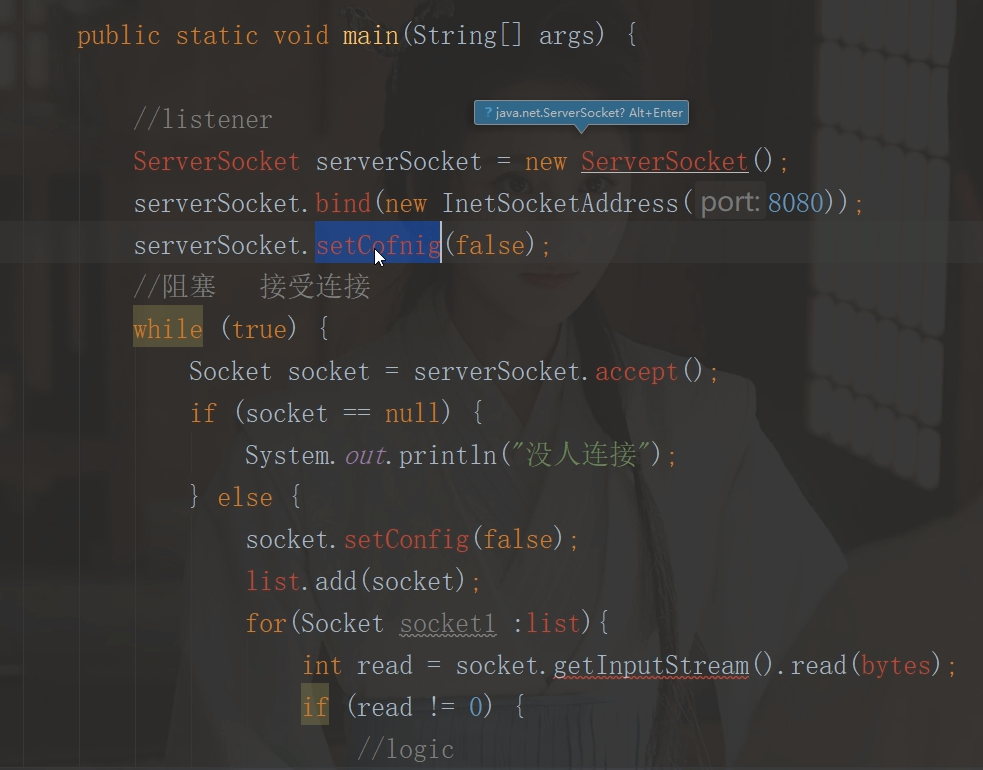 public static void main(String[] args) {
//listener
? java.net.ServerSocket? Alt+Enter
ServerSocket serverSocket = new ServerSocket();
serverSocket.bind(new InetSocketAddress( port: 8080));
serverSocket.setCofnig(false);
//阻塞   接受连接
while (true) {
Socket socket = serverSocket.accept();
if (socket == null) {
System.out.println("没人连接");
} else {
socket.setConfig(false);
list.add(socket);
for(Socket socket1 :list){
int read = socket.getInputStream().read(bytes);
if (read != 0) {
//logic